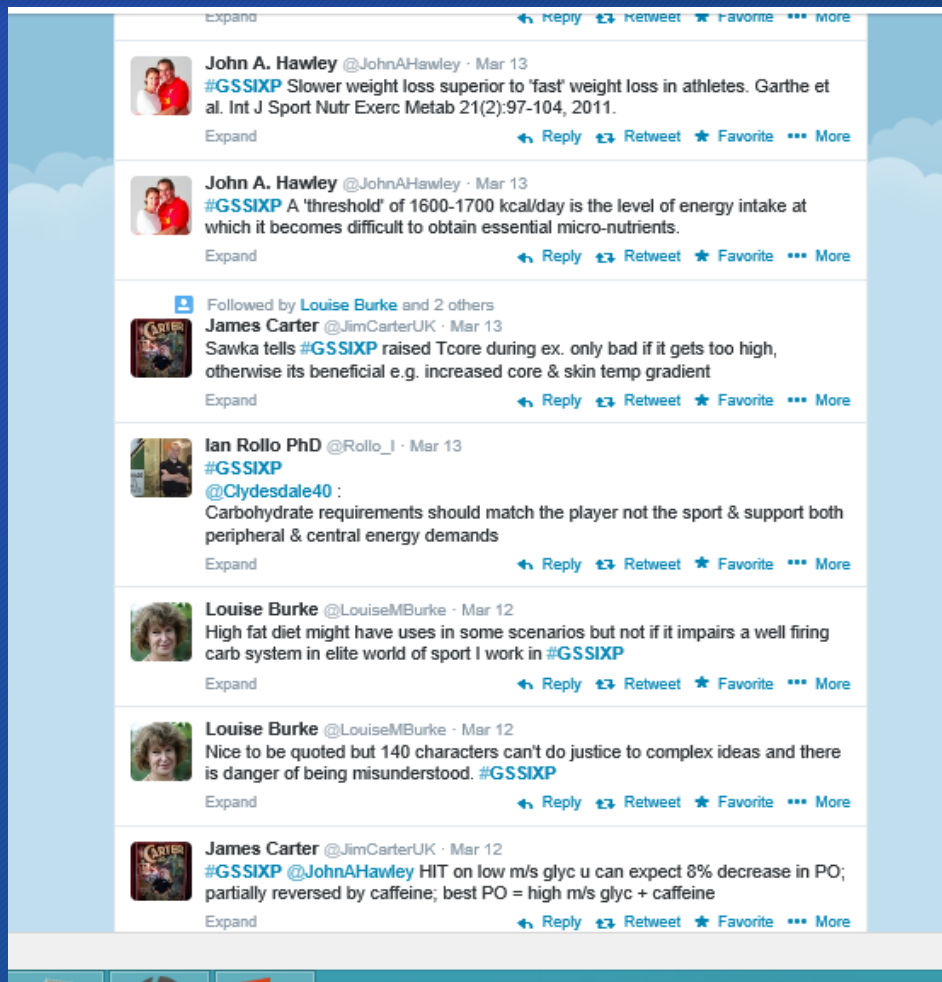 Expand Reply Retweet Favorite More
John A. Hawley @JohnAHawley · Mar 13
#GSSIXP Slower weight loss superior to 'fast' weight loss in athletes. Garthe et
al. Int J Sport Nutr Exerc Metab 21(2):97-104, 2011.
Expand Reply Retweet Favorite More
John A. Hawley @JohnAHawley · Mar 13
#GSSIXP A 'threshold' of 1600-1700 kcal/day is the level of energy intake at
which it becomes difficult to obtain essential micro-nutrients.
Expand Reply Retweet Favorite More
Followed by Louise Burke and 2 others
James Carter @JimCarterUK · Mar 13
Sawka tells #GSSIXP raised Tcore during ex. only bad if it gets too high,
otherwise its beneficial e.g. increased core & skin temp gradient
Expand Reply Retweet Favorite More
Ian Rollo PhD @Rollo_I · Mar 13
#GSSIXP
@Clydesdale40 :
Carbohydrate requirements should match the player not the sport & support both
peripheral & central energy demands
Expand Reply Retweet Favorite More
Louise Burke @LouiseMBurke · Mar 12
High fat diet might have uses in some scenarios but not if it impairs a well firing
carb system in elite world of sport I work in #GSSIXP
Expand Reply Retweet Favorite More
Louise Burke @LouiseMBurke · Mar 12
Nice to be quoted but 140 characters can't do justice to complex ideas and there
is danger of being misunderstood. #GSSIXP
Expand Reply Retweet Favorite More
James Carter @JimCarterUK · Mar 12
#GSSIXP @JohnAHawley HIT on low m/s glyc u can expect 8% decrease in PO;
partially reversed by caffeine; best PO = high m/s glyc + caffeine
Expand Reply Retweet Favorite More